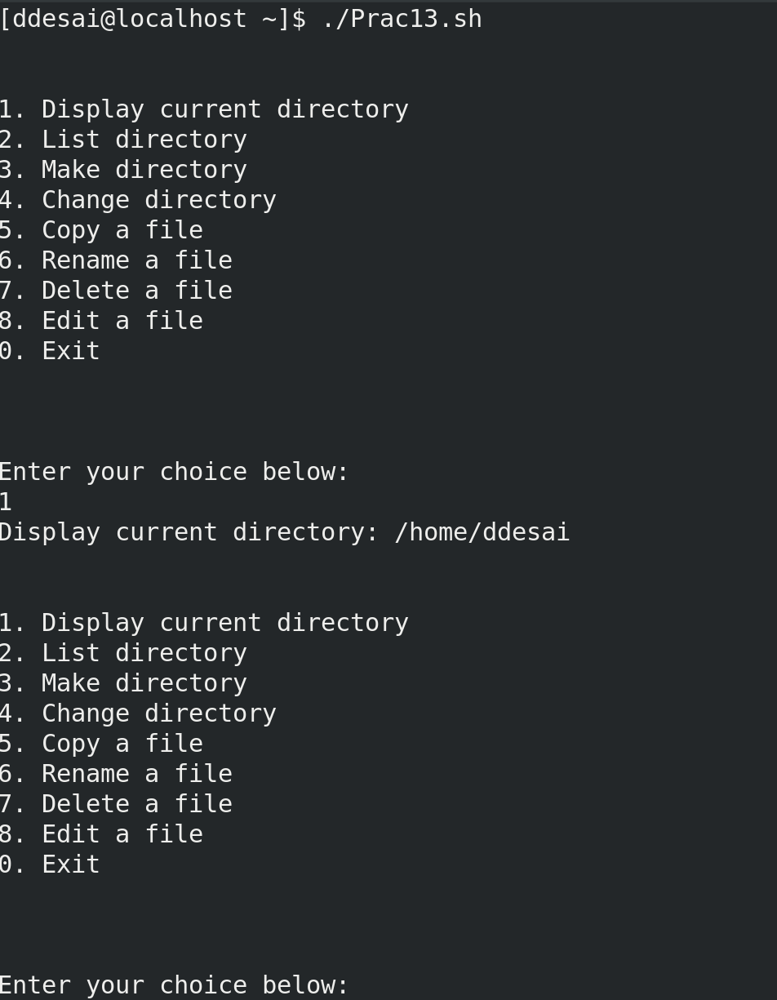 [ddesai@localhost ~]$ ./Prac13.sh
1. Display current directory
2. List directory
3. Make directory
4. Change directory
5. Copy a file
6. Rename a file
7. Delete a file
8. Edit a file
0. Exit
Enter your choice below:
1
Display current directory: /home/ddesai
1. Display current directory
2. List directory
3. Make directory
4. Change directory
5. Copy a file
6. Rename a file
7. Delete a file
8. Edit a file
0. Exit
Enter your choice below: